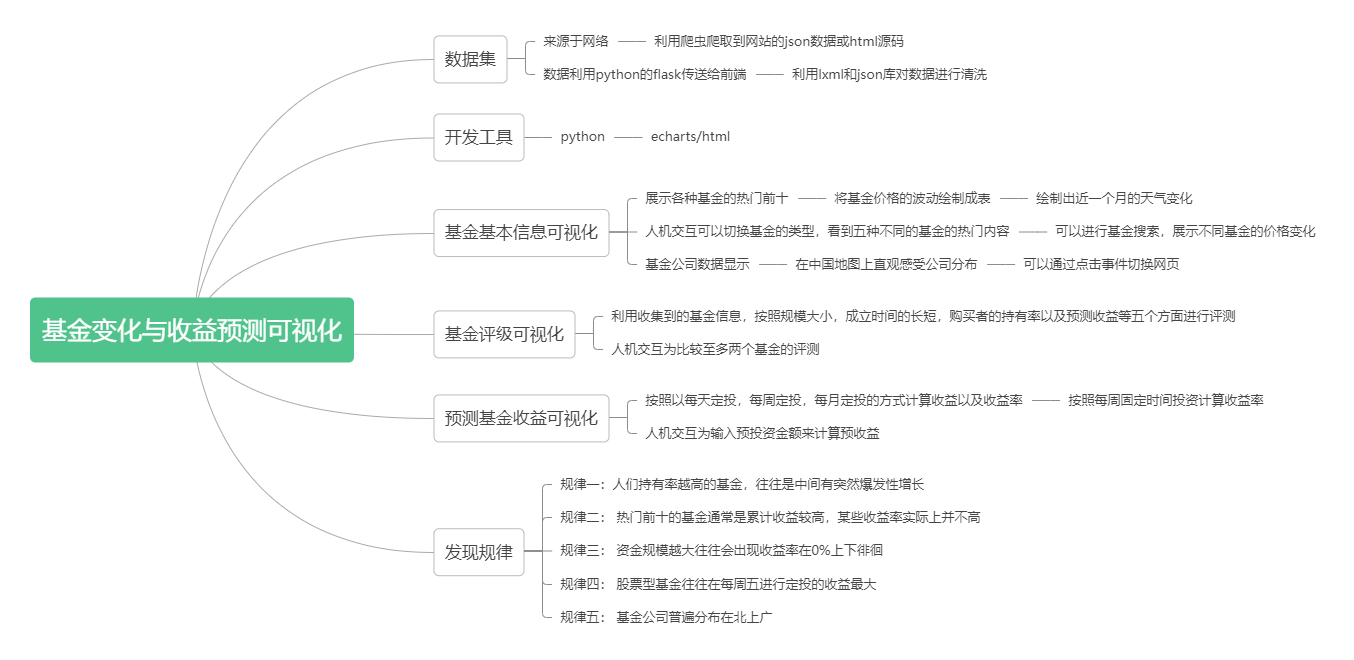 基金变化与收益预测可视化
数据集
来源于网络
利用爬虫爬取到网站的json数据或html源码
数据利用python的flask传送给前端
利用lxml和json库对数据进行清洗
开发工具
python
echarts/html
基金基本信息可视化
展示各种基金的热门前十
将基金价格的波动绘制成表
绘制出近一个月的天气变化
人机交互可以切换基金的类型，看到五种不同的基金的热门内容
可以进行基金搜索，展示不同基金的价格变化
基金公司数据显示
在中国地图上直观感受公司分布
可以通过点击事件切换网页
基金评级可视化
利用收集到的基金信息，按照规模大小，成立时间的长短，购买者的持有率以及预测收益等五个方面进行评测
人机交互为比较至多两个基金的评测
预测基金收益可视化
按照以每天定投，每周定投，每月定投的方式计算收益以及收益率
按照每周固定时间投资计算收益率
人机交互为输入预投资金额来计算预收益
发现规律
规律一：人们持有率越高的基金，往往是中间有突然爆发性增长
规律二： 热门前十的基金通常是累计收益较高，某些收益率实际上并不高
规律三： 资金规模越大往往会出现收益率在0%上下徘徊
规律四： 股票型基金往往在每周五进行定投的收益最大
规律五： 基金公司普遍分布在北上广